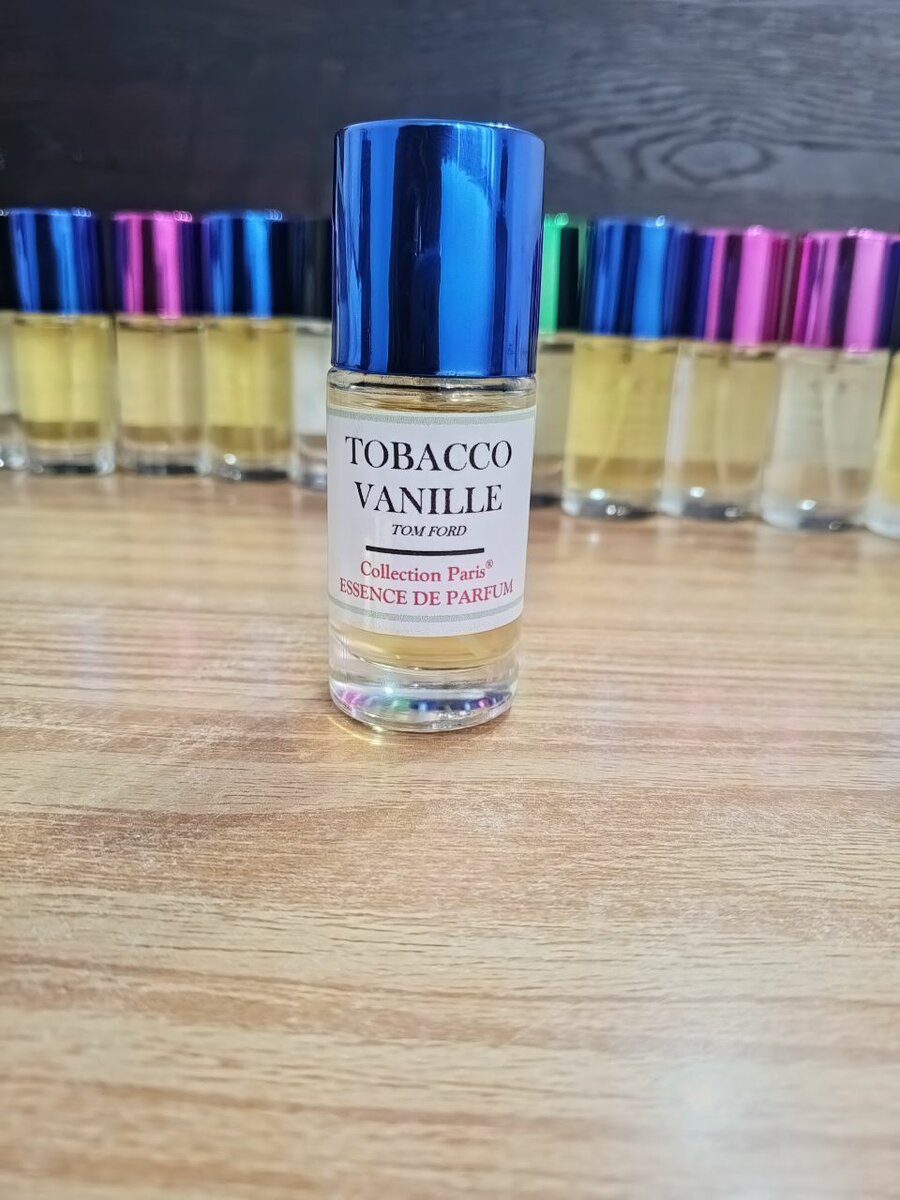 TOBACCO
VANILLE
TOM FORD
Collection Paris®
ESSENCE DE PARFUM